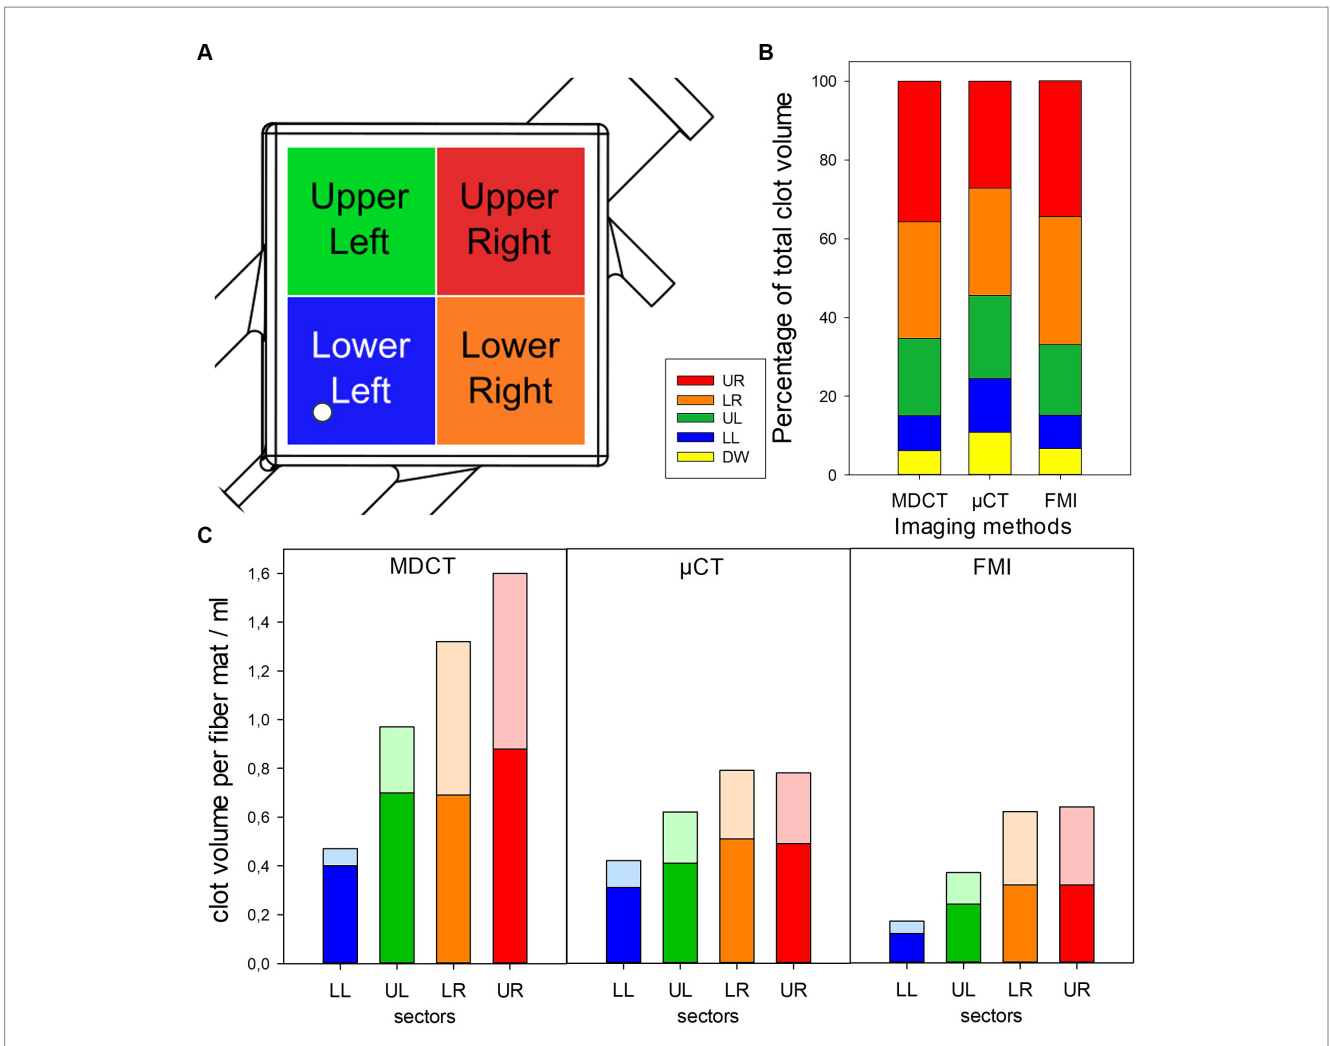 A
Upper
Left
Upper
Right
Lower
Left
Lower
Right
UR
LR
UL
LL
DW
B
Percentage of total clot volume
100
80
60
40
20
0
MDCT µCT FMI
Imaging methods
C
clot volume per fiber mat / ml
1,6
1,4
1,2
1,0
0,8
0,6
0,4
0,2
0,0
MDCT
LL UL LR UR
sectors
µCT
LL UL LR UR
sectors
FMI
LL UL LR UR
sectors